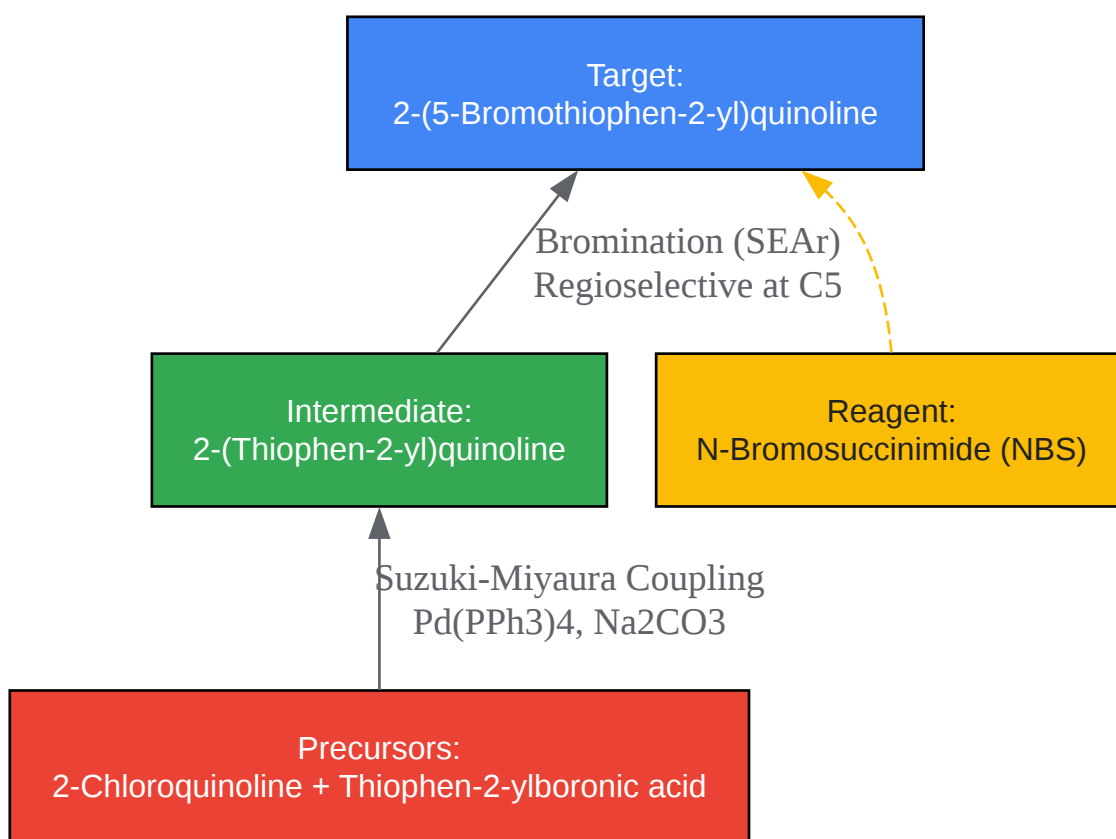 Target:
2-(5-Bromothiophen-2-yl)quinoline
Bromination (SEAr)
Regioselective at C5
Intermediate:
2-(Thiophen-2-yl)quinoline
Reagent:
N-Bromosuccinimide (NBS)
Suzuki-Miyaura Coupling
Pd(PPh3)4, Na2CO3
Precursors:
2-Chloroquinoline + Thiophen-2-ylboronic acid